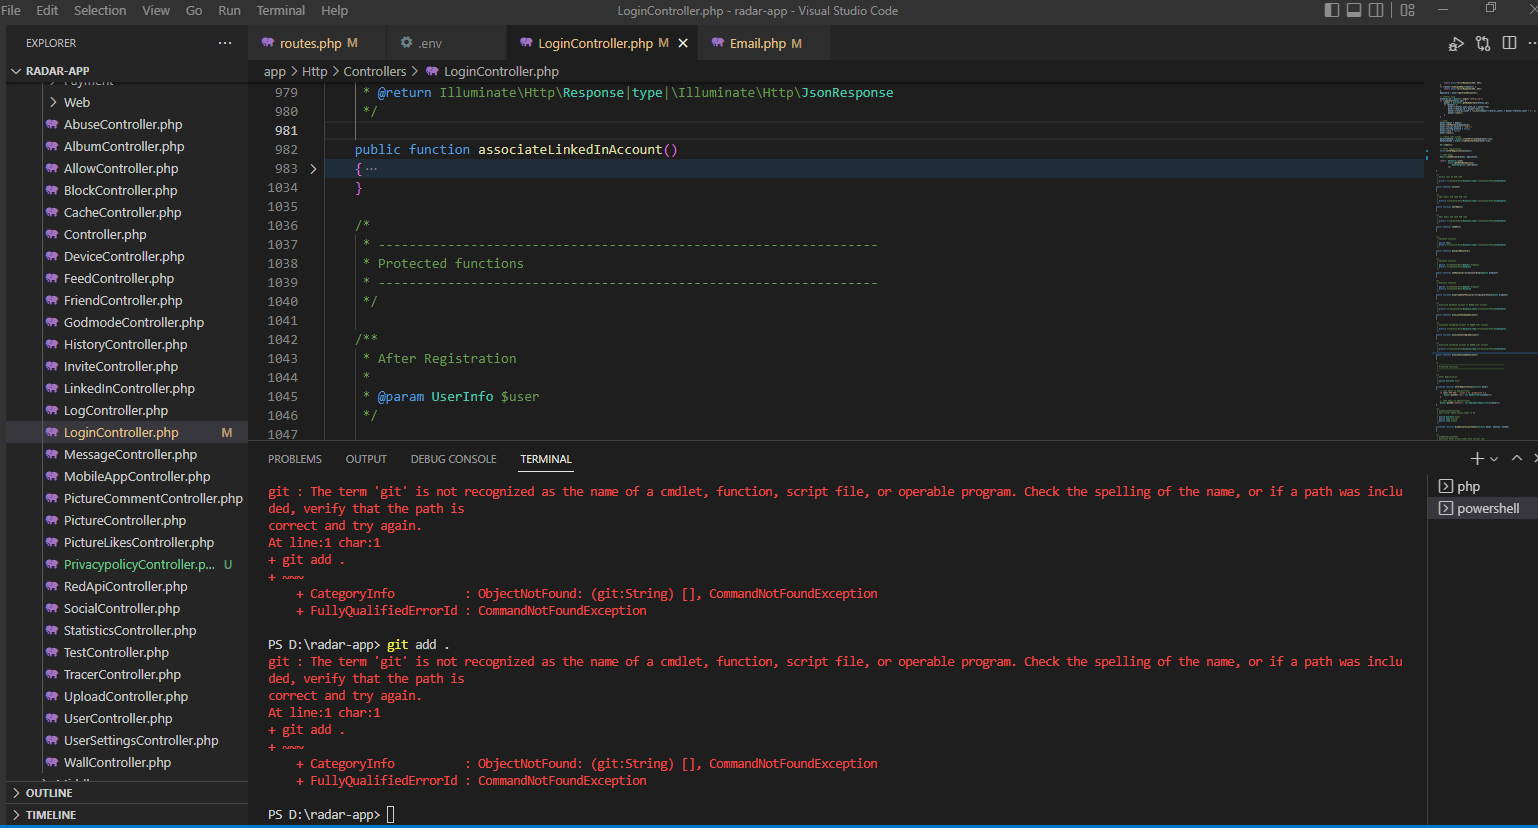 File Edit Selection View Go Run Terminal Help
LoginController.php - radar-app - Visual Studio Code
EXPLORER
RADAR-APP
Web
AbuseController.php
AlbumController.php
AllowController.php
BlockController.php
CacheController.php
Controller.php
DeviceController.php
FeedController.php
FriendController.php
GodmodeController.php
HistoryController.php
InviteController.php
LinkedInController.php
LogController.php
LoginController.php M
MessageController.php
MobileAppController.php
PictureCommentController.php
PictureController.php
PictureLikesController.php
PrivacypolicyController.p... U
RedApiController.php
SocialController.php
StatisticsController.php
TestController.php
TracerController.php
UploadController.php
UserController.php
UserSettingsController.php
WallController.php
OUTLINE
TIMELINE
routes.php M
.env
LoginController.php M
Email.php M
app > Http > Controllers > LoginController.php
979 * @return Illuminate\Http\Response|type|\Illuminate\Http\JsonResponse
980 */
981
982 public function associateLinkedInAccount()
983 { ...
1034 }
1035
1036 /*
1037 * -----------------------------------------------------------------
1038 * Protected functions
1039 * -----------------------------------------------------------------
1040 */
1041
1042 /**
1043 * After Registration
1044 *
1045 * @param UserInfo $user
1046 */
1047
PROBLEMS OUTPUT DEBUG CONSOLE TERMINAL
git : The term 'git' is not recognized as the name of a cmdlet, function, script file, or operable program. Check the spelling of the name, or if a path was inclu
ded, verify that the path is
correct and try again.
At line:1 char:1
+ git add .
+ ~~~
+ CategoryInfo : ObjectNotFound: (git:String) [], CommandNotFoundException
+ FullyQualifiedErrorId : CommandNotFoundException
PS D:\radar-app> git add .
git : The term 'git' is not recognized as the name of a cmdlet, function, script file, or operable program. Check the spelling of the name, or if a path was inclu
ded, verify that the path is
correct and try again.
At line:1 char:1
+ git add .
+ ~~~
+ CategoryInfo : ObjectNotFound: (git:String) [], CommandNotFoundException
+ FullyQualifiedErrorId : CommandNotFoundException
PS D:\radar-app>
php
powershell